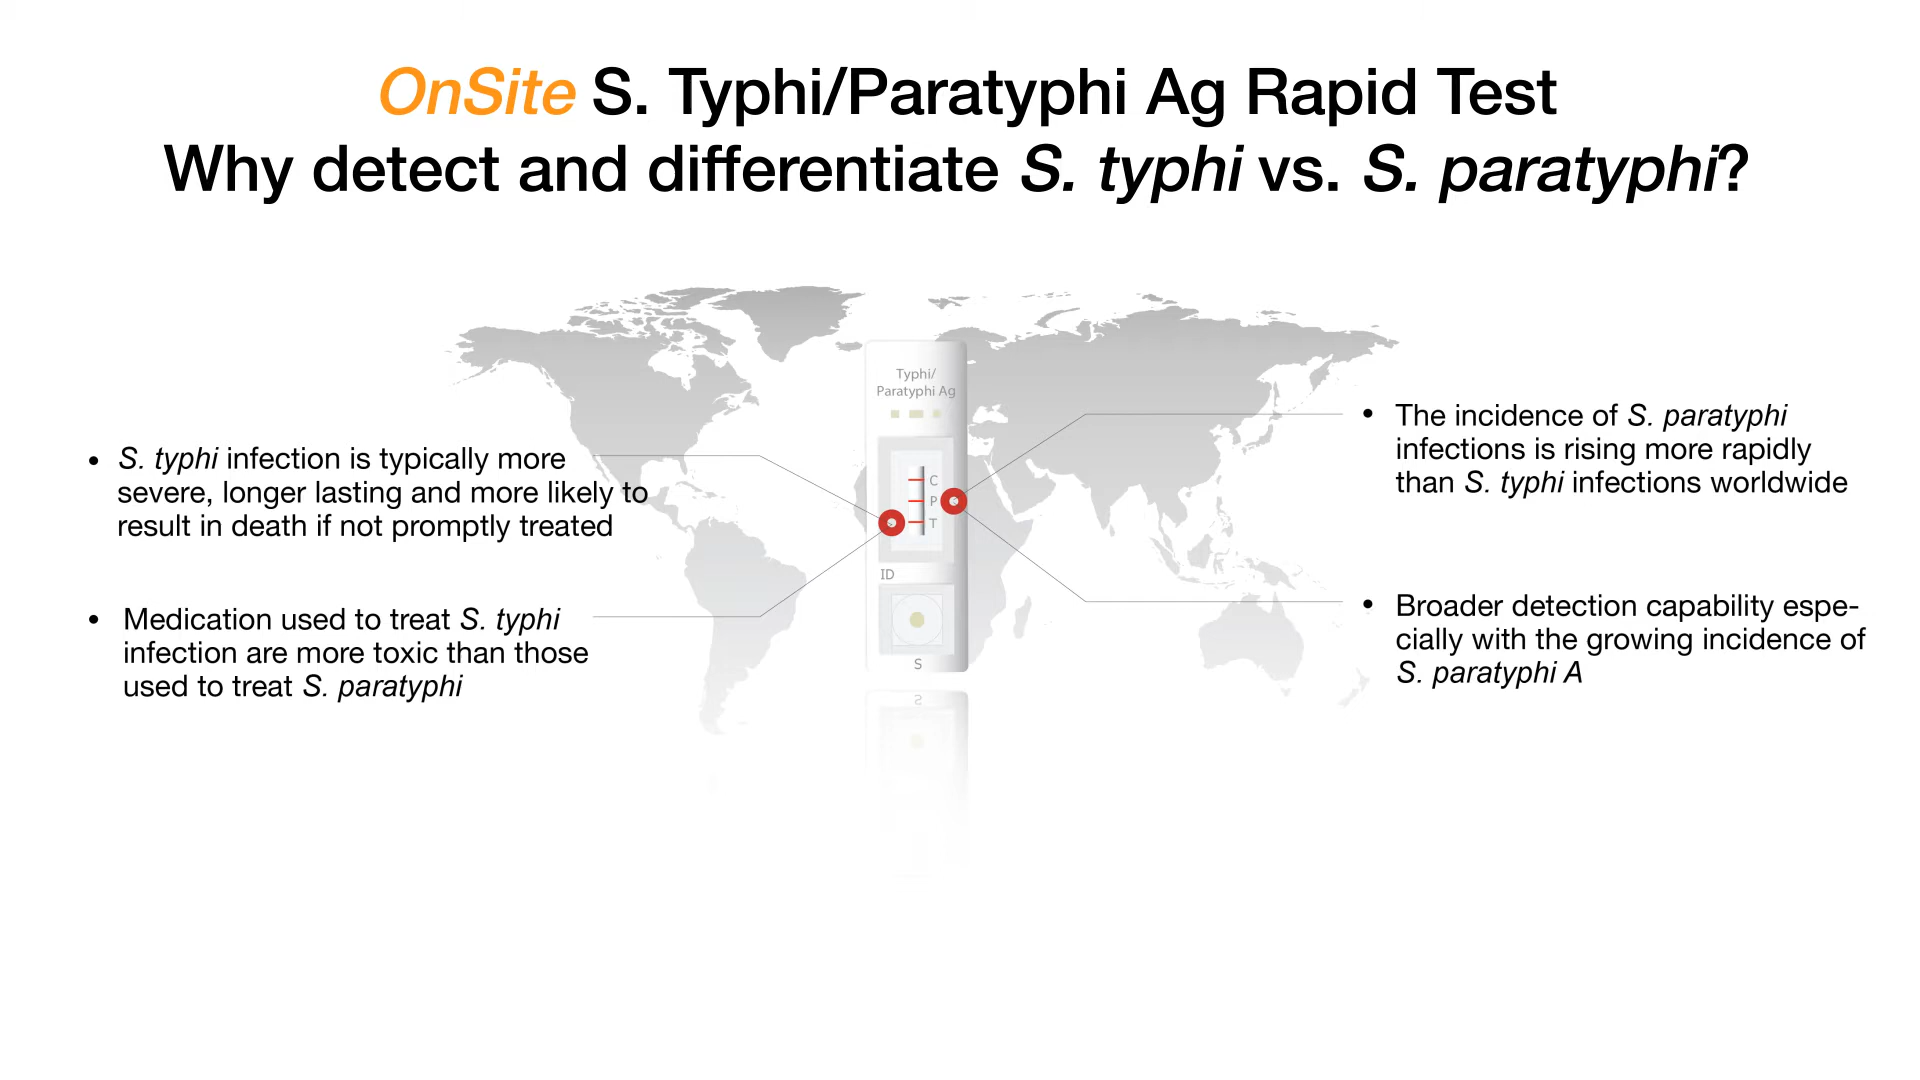 OnSite S. Typhi/Paratyphi Ag Rapid Test
Why detect and differentiate S. typhi vs. S. paratyphi?
• S. typhi infection is typically more
severe, longer lasting and more likely to
result in death if not promptly treated
• Medication used to treat S. typhi
infection are more toxic than those
used to treat S. paratyphi
Typhi/
Paratyphi Ag
C
P
T
ID
S
• The incidence of S. paratyphi
infections is rising more rapidly
than S. typhi infections worldwide
• Broader detection capability espe-
cially with the growing incidence of
S. paratyphi A